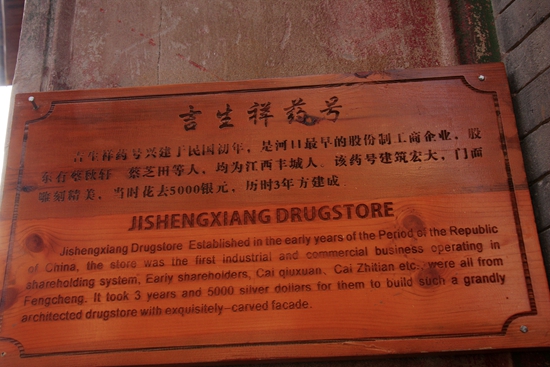 吉生祥药号
吉生祥药号兴建于民国初年，是河口最早的股份制工商企业，股
东有蔡秋轩 蔡芝田等人，均为江西丰城人。该药号建筑宏大，门面
雕刻精美，当时花去5000银元，历时3年方建成
JISHENGXIANG DRUGSTORE
Jishengxiang Drugstore Established in the early years of the Period of the Republic
of China, the store was the first industrial and commercial business operating in
shareholding system, Early shareholders, Cai qiuxuan, Cai Zhitian etc., were all from
Fengcheng. It took 3 years and 5000 silver dollars for them to build such a grandly
architected drugstore with exquisitely-carved facade.